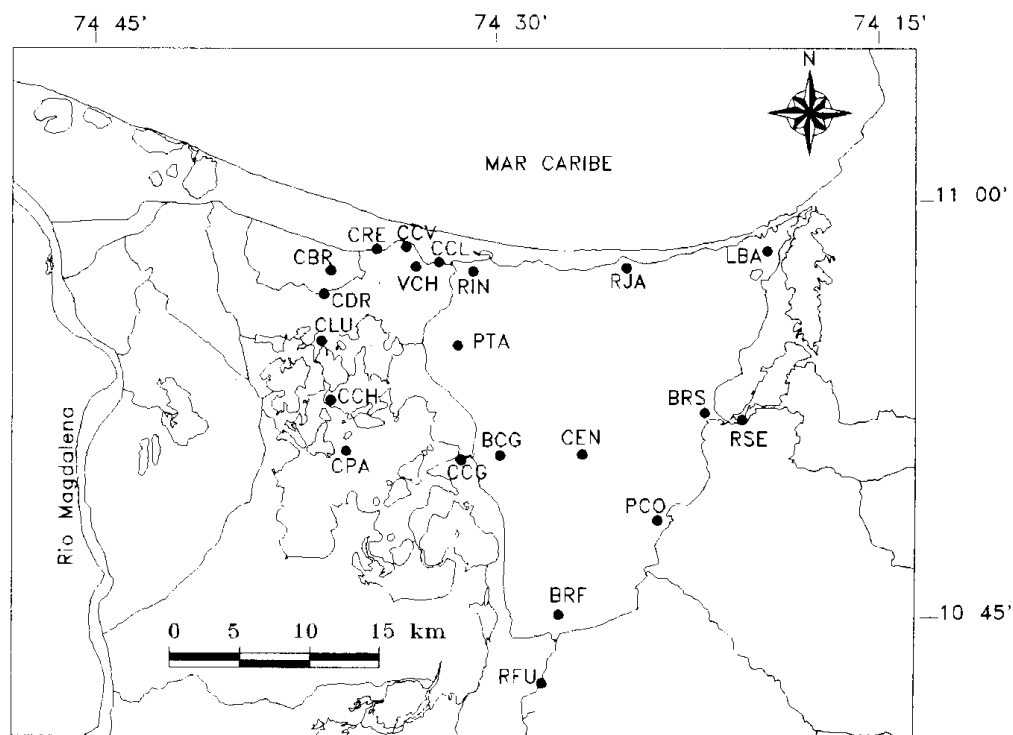 74 45' 74 30' 74 15'
N
MAR CARIBE
11 00'
CRE CCV
CBR CCL LBA
VCH RIN RJA
CDR
CLU
PTA
CCH
BRS
BCG CEN RSE
CPA CCG
PCO
Rio Magdalena
BRF
10 45'
0 5 10 15 km
RFU